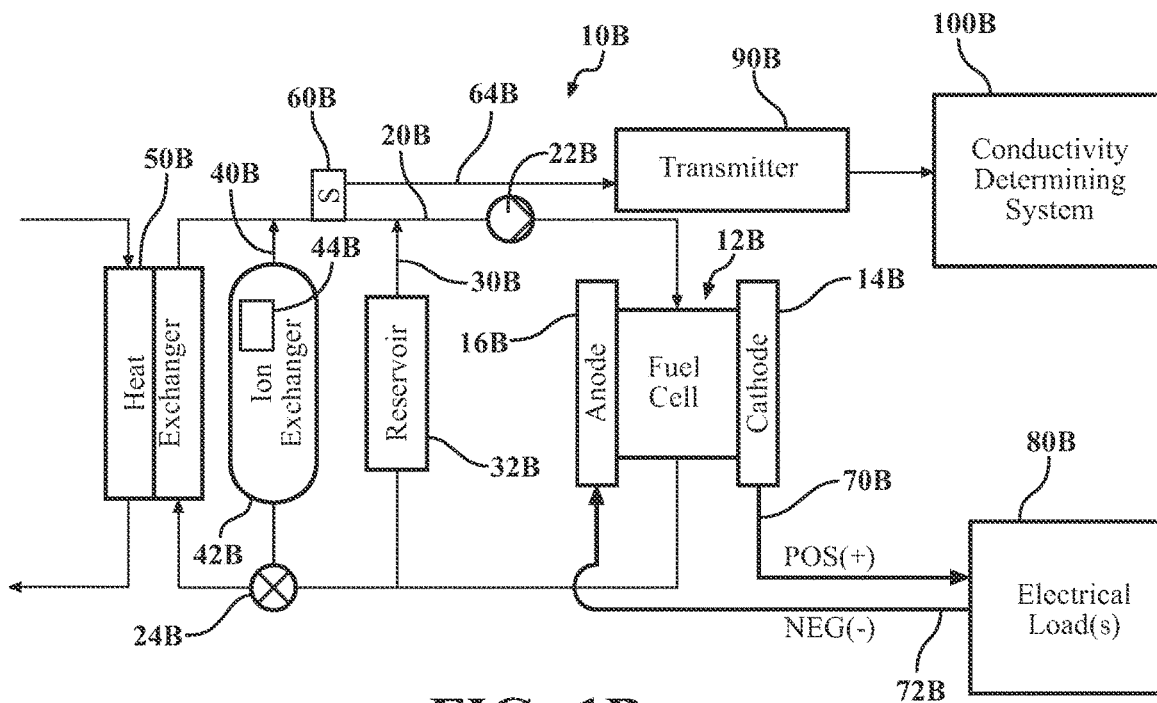 10B
100B
90B
60B
64B
20B
22B
50B
40B
S
Transmitter
Conductivity
Determining
System
44B
12B
14B
30B
16B
Heat
Exchanger
Ion
Exchanger
Reservoir
Anode
Fuel
Cell
Cathode
32B
80B
70B
42B
POS(+)
Electrical
Load(s)
24B
NEG(-)
72B